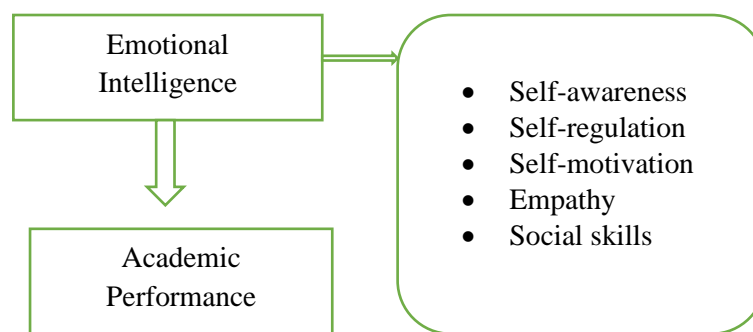 Emotional
Intelligence
• Self-awareness
• Self-regulation
• Self-motivation
• Empathy
• Social skills
Academic
Performance